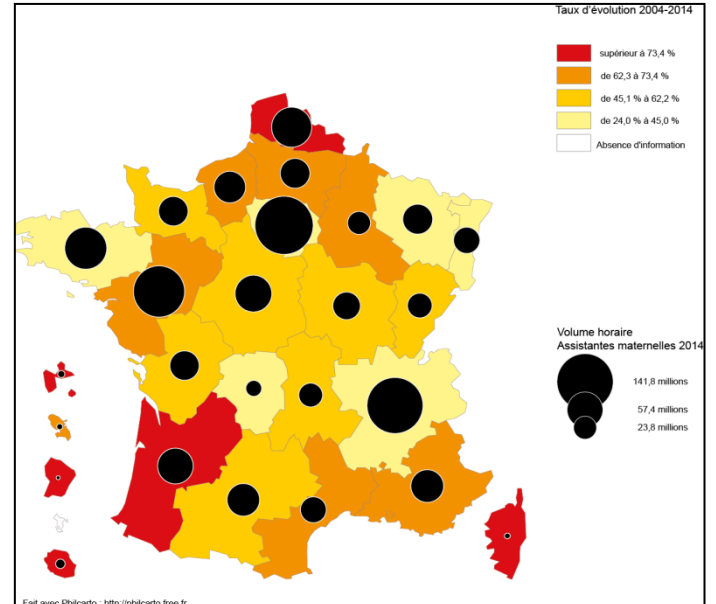 Taux d'évolution 2004-2014
supérieur à 73,4 %
de 62,3 à 73,4 %
de 45,1 % à 62,2 %
de 24,0 % à 45,0 %
Absence d'information
Volume horaire
Assistantes maternelles 2014
141,8 millions
57,4 millions
23,8 millions
Fait avec Philcarto : http://philcarto.free.fr